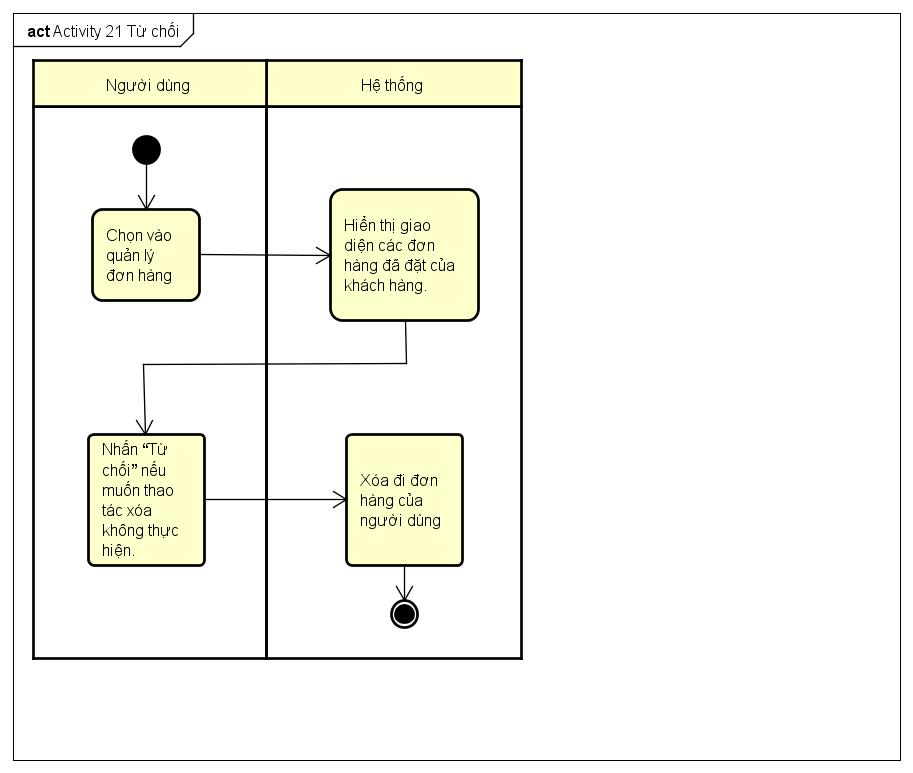 act Activity 21 Từ chối
Người dùng
Hệ thống
Chọn vào
quản lý
đơn hàng
Hiển thị giao
diện các đơn
hàng đã đặt của
khách hàng.
Nhấn “Từ
chối” nếu
muốn thao
tác xóa
không thực
hiện.
Xóa đi đơn
hàng của
người dùng